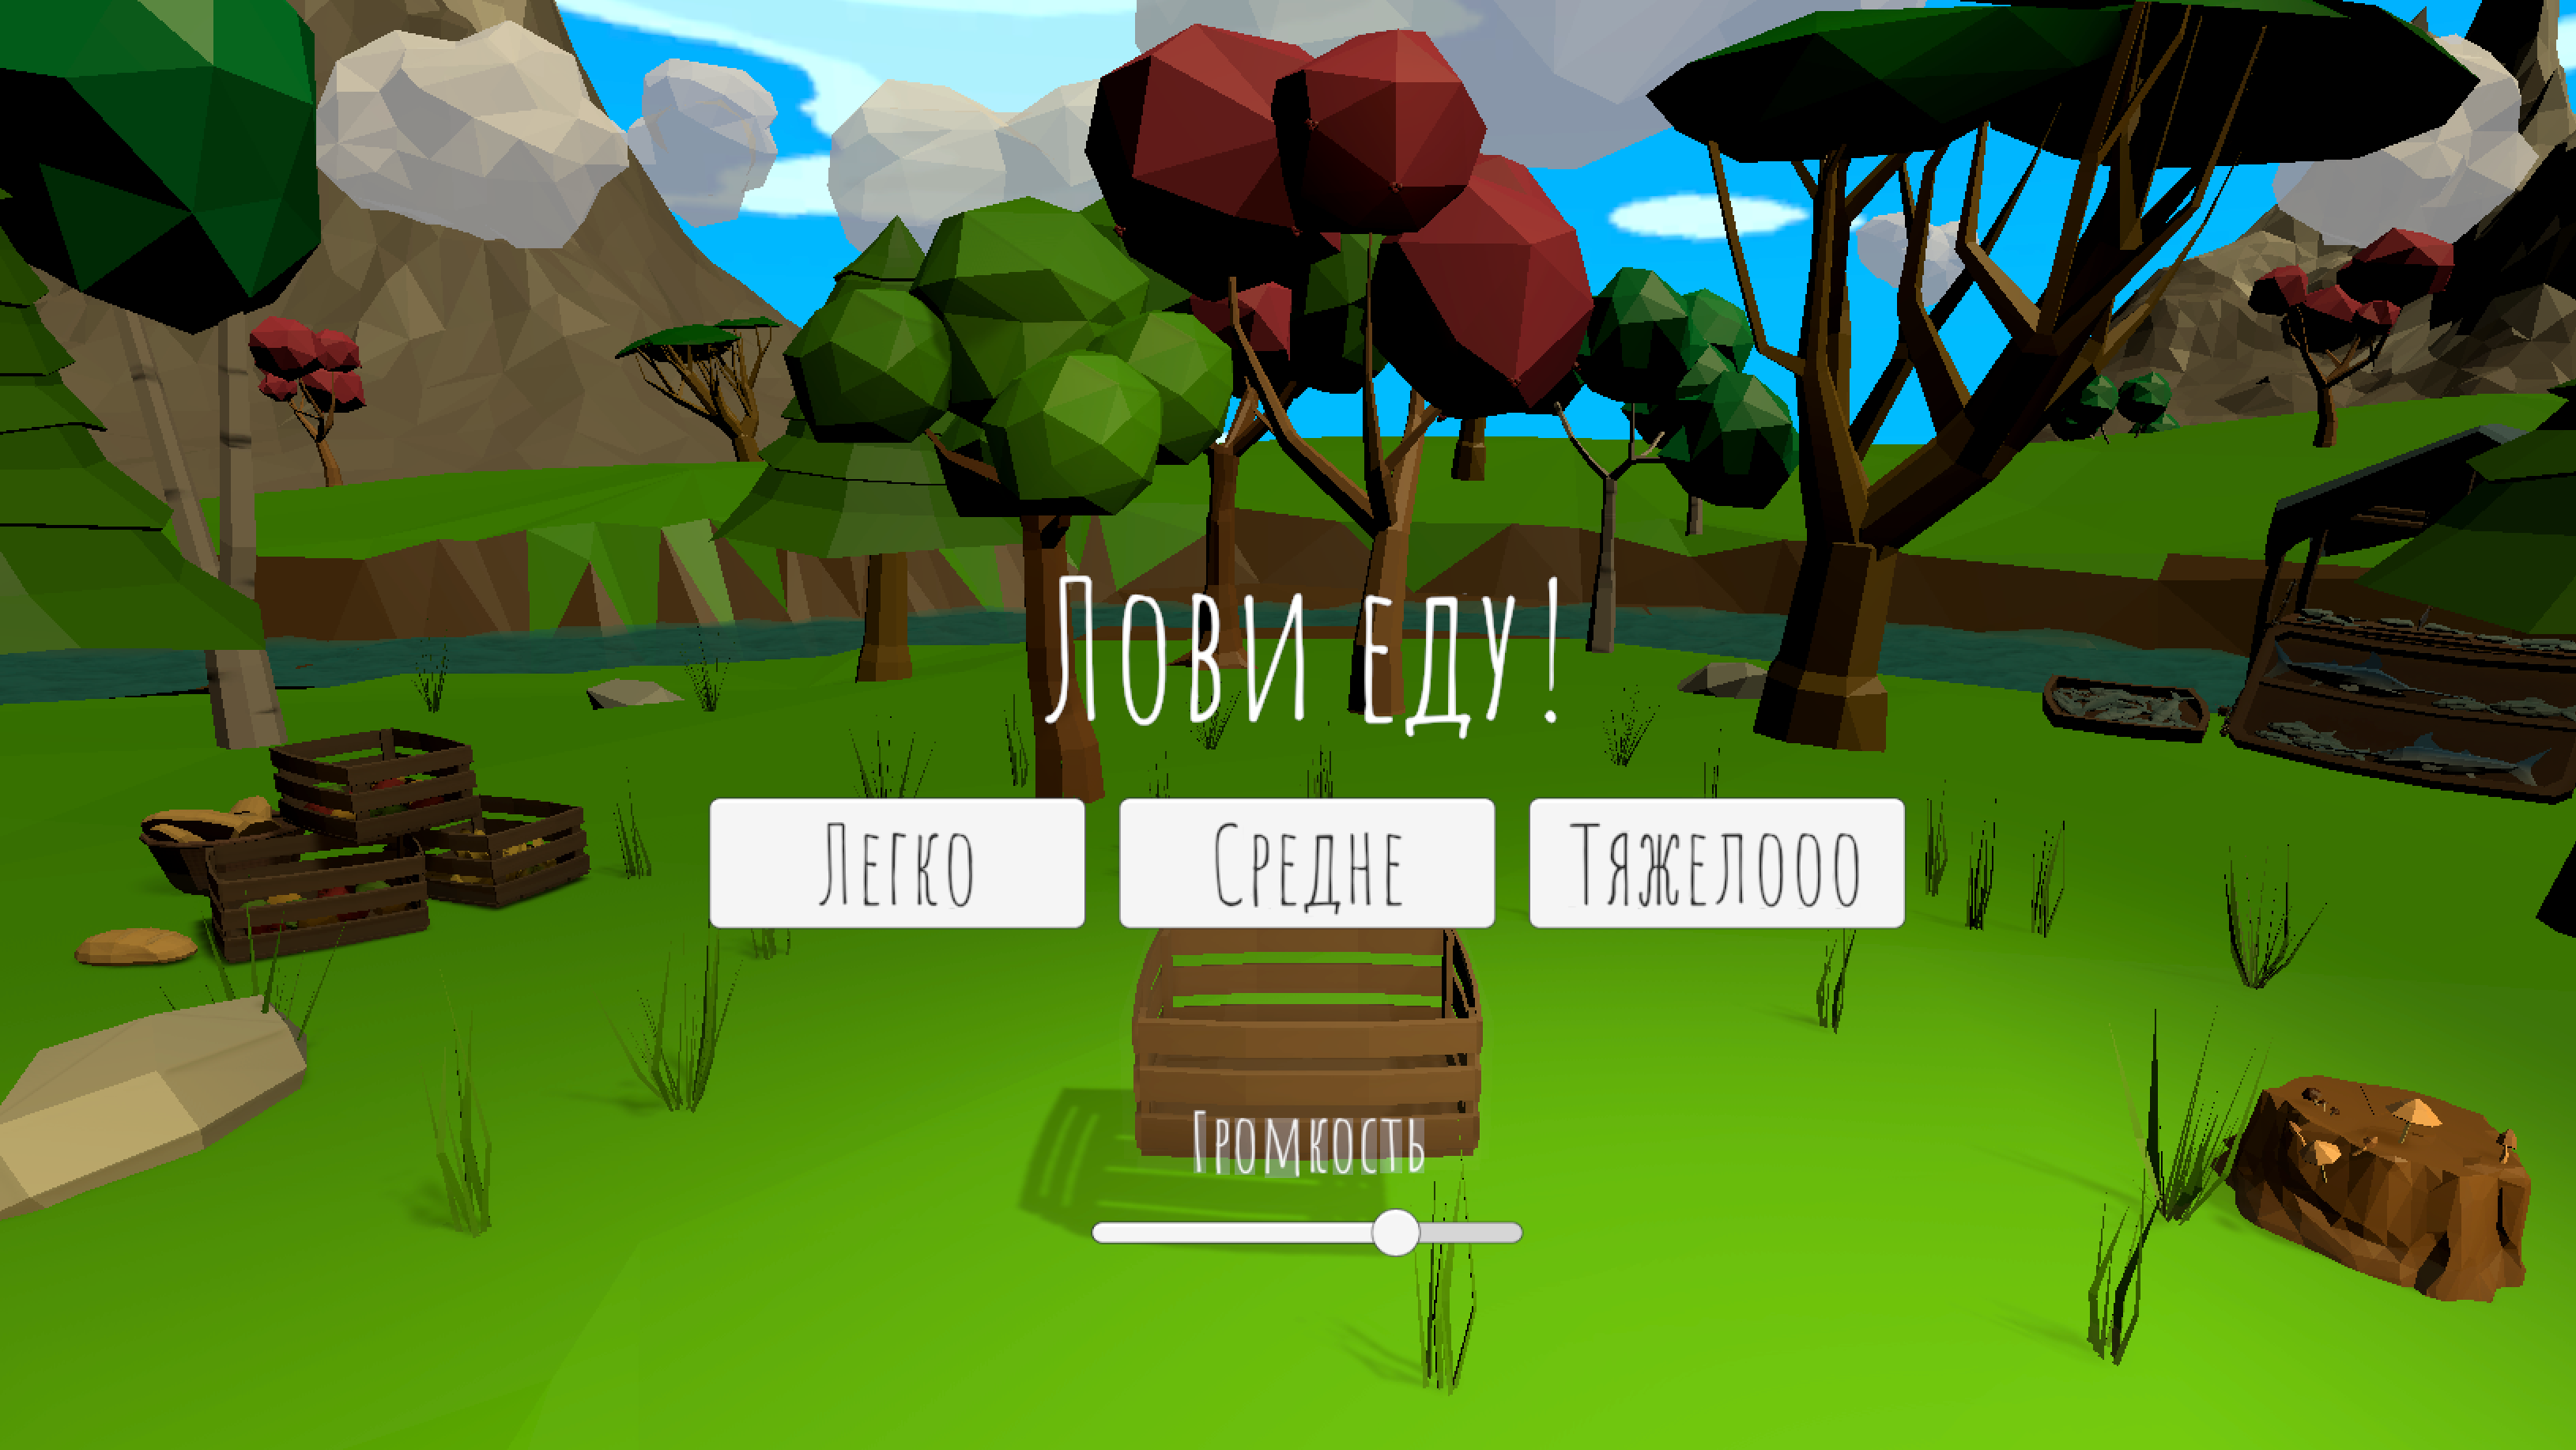 Лови еду!
Легко
Средне
Тяжелооо
Громкость